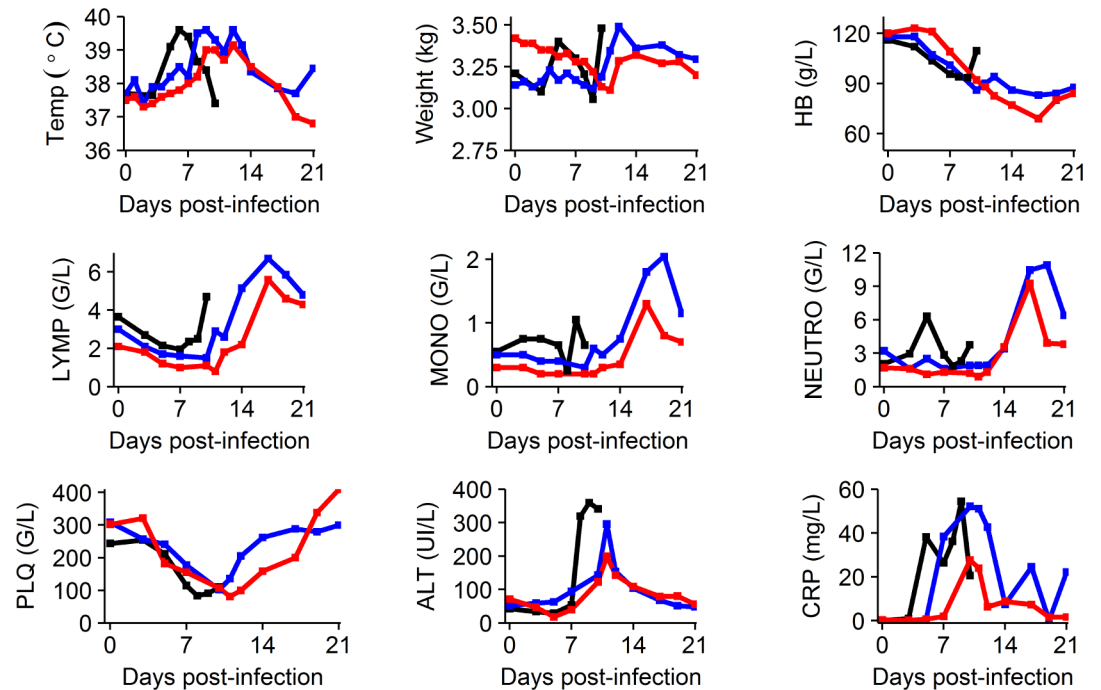 Temp ( ° C)
40
39
38
37
36
0 7 14 21
Days post-infection
Weight (kg)
3.50
3.25
3.00
2.75
0 7 14 21
Days post-infection
HB (g/L)
120
90
60
0 7 14 21
Days post-infection
LYMP (G/L)
6
4
2
0
0 7 14 21
Days post-infection
MONO (G/L)
2
1
0
0 7 14 21
Days post-infection
NEUTRO (G/L)
12
9
6
3
0
0 7 14 21
Days post-infection
PLQ (G/L)
400
300
200
100
0
0 7 14 21
Days post-infection
ALT (UI/L)
400
300
200
100
0
0 7 14 21
Days post-infection
CRP (mg/L)
60
40
20
0
0 7 14 21
Days post-infection